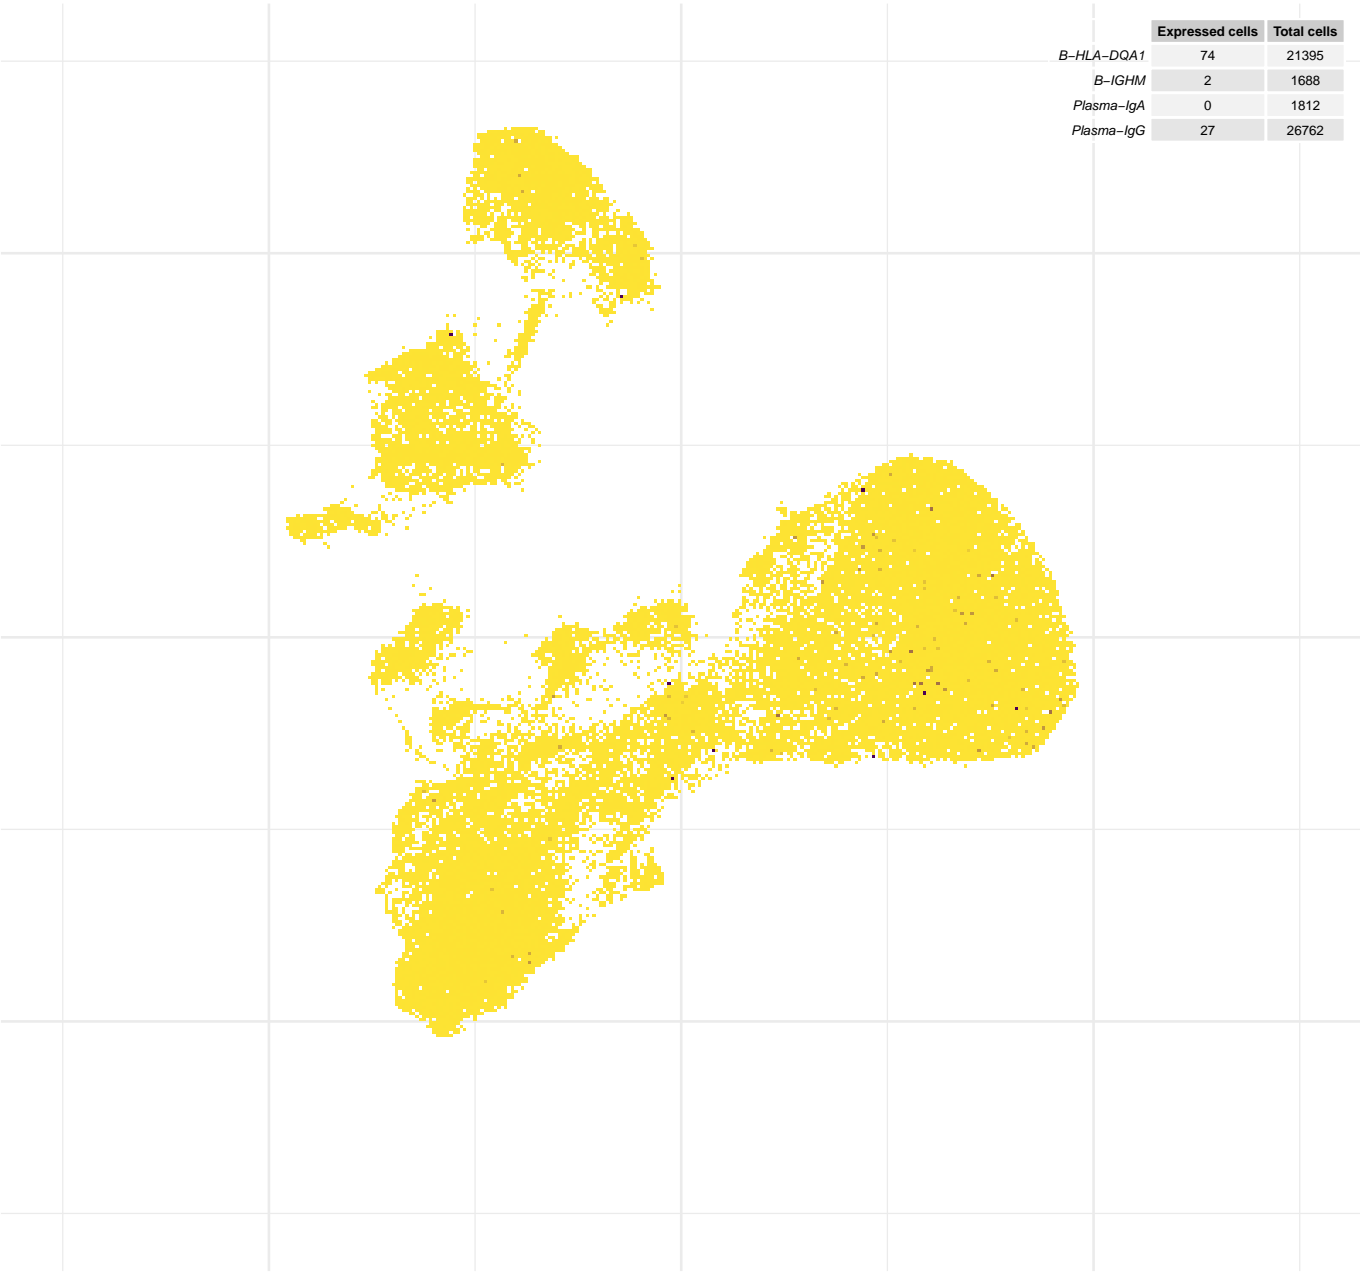 Expressed cells Total cells
B-HLA-DQA1 74 21395
B-IGHM 2 1688
Plasma-IgA 0 1812
Plasma-IgG 27 26762